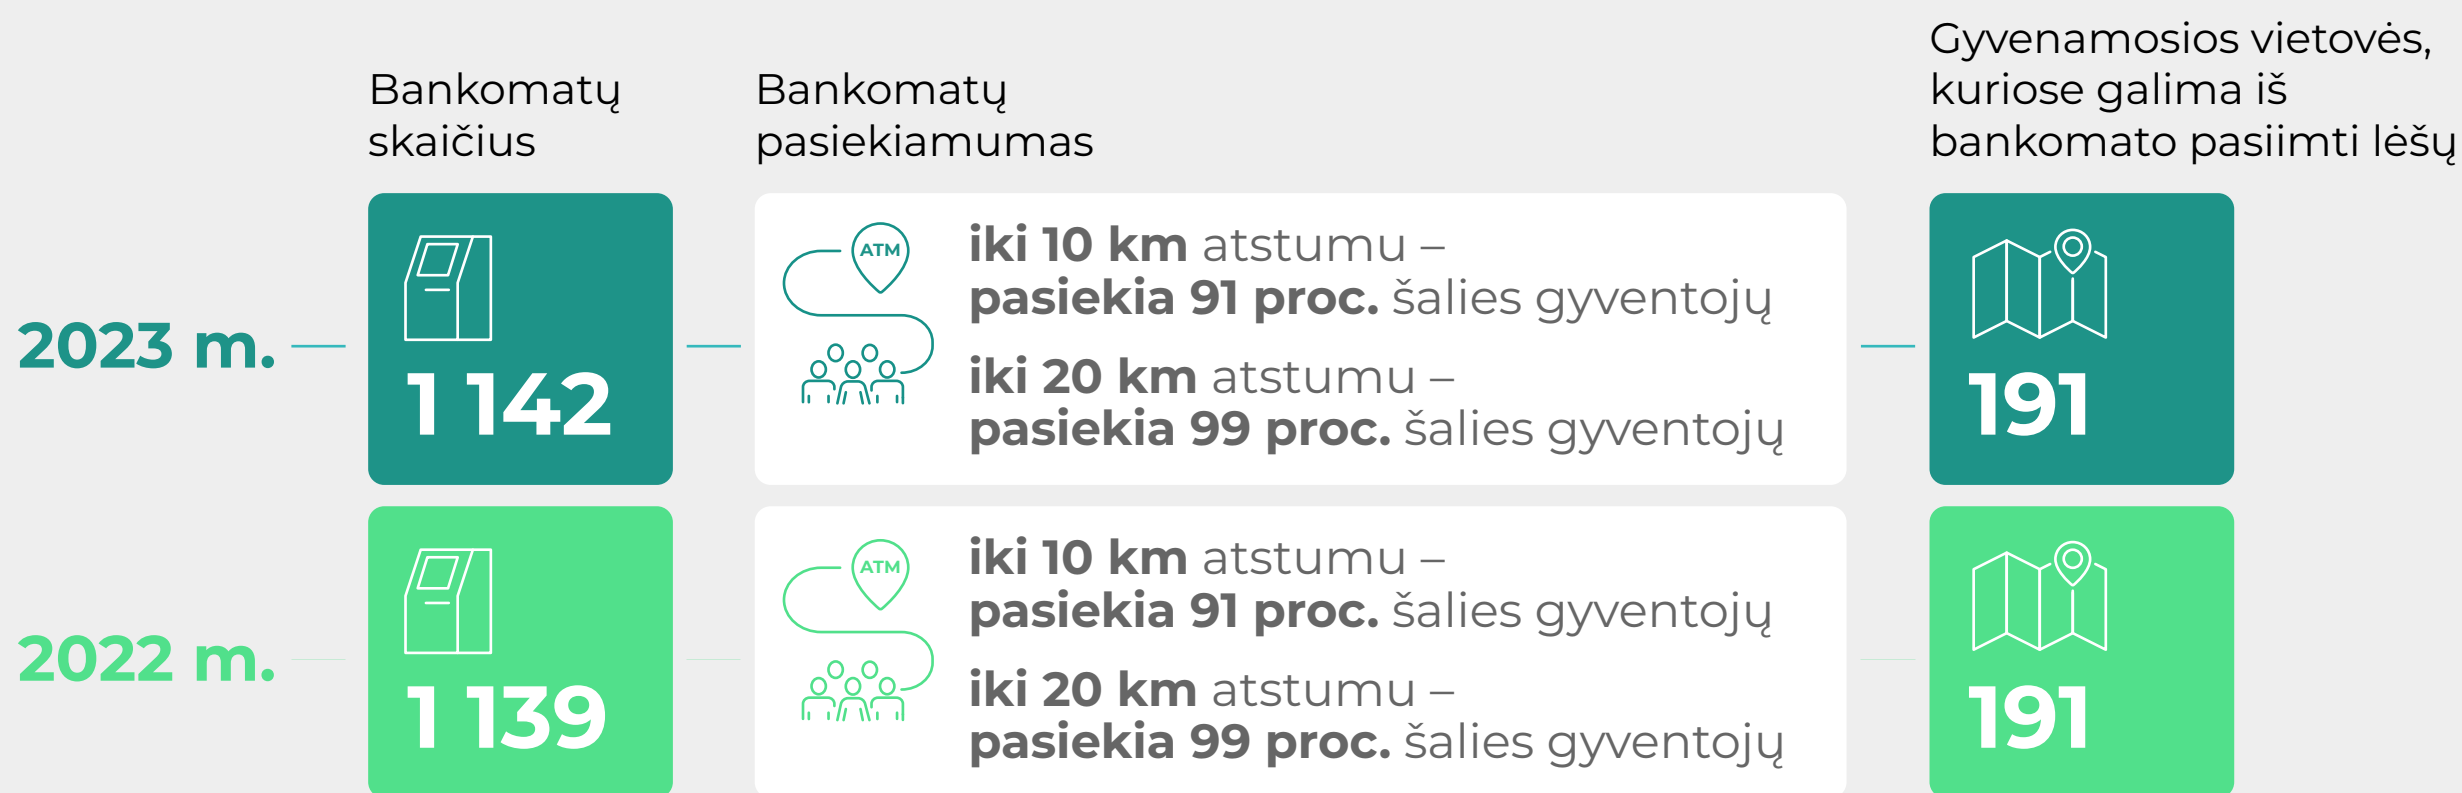 Bankomatų
skaičius
Bankomatų
pasiekiamumas
Gyvenamosios vietovės,
kuriose galima iš
bankomato pasiimti lėšų
2023 m.
1 142
ATM
iki 10 km atstumu –
pasiekia 91 proc. šalies gyventojų
iki 20 km atstumu –
pasiekia 99 proc. šalies gyventojų
191
2022 m.
1 139
ATM
iki 10 km atstumu –
pasiekia 91 proc. šalies gyventojų
iki 20 km atstumu –
pasiekia 99 proc. šalies gyventojų
191